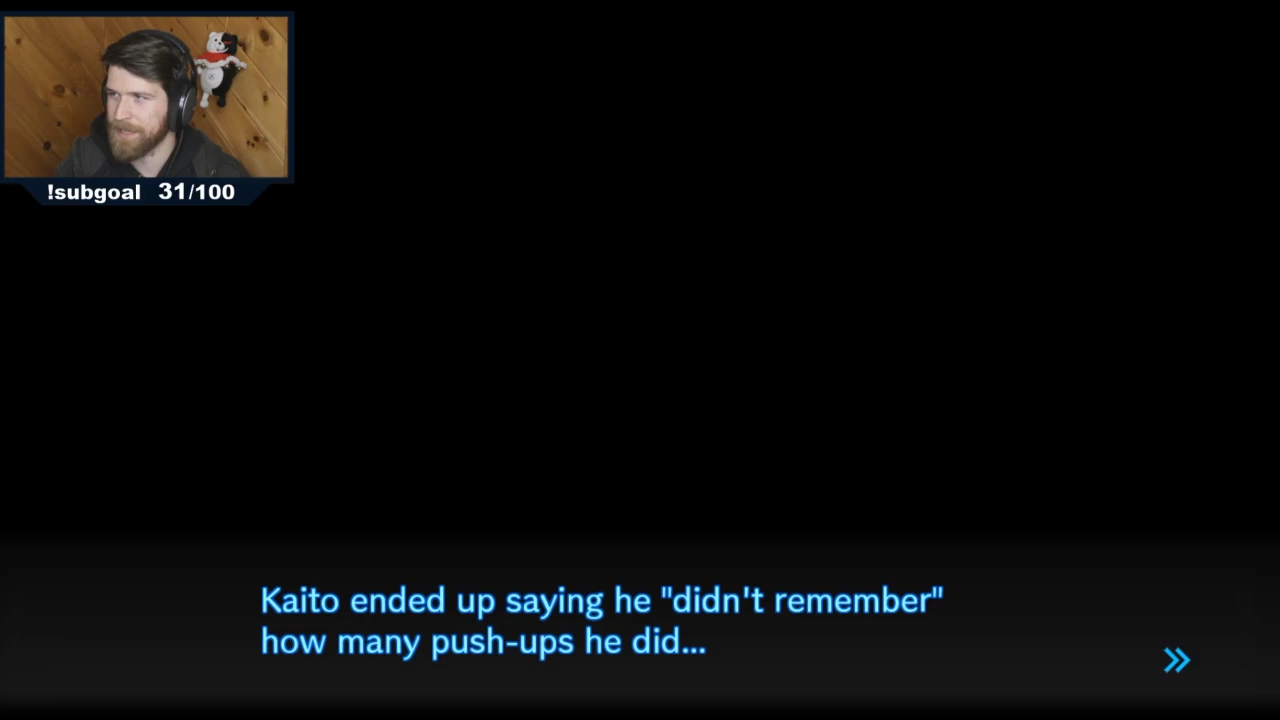 !subgoal 31/100
Kaito ended up saying he "didn't remember"
how many push-ups he did...